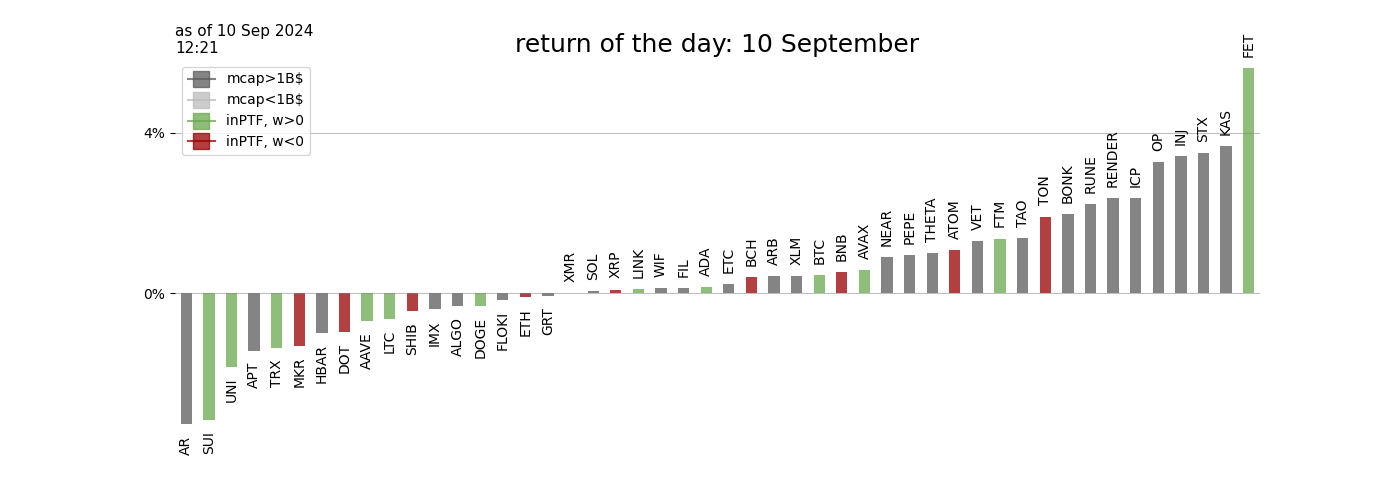 as of 10 Sep 2024
12:21
return of the day: 10 September
mcap>1B$
mcap<1B$
inPTF, w>0
inPTF, w<0
4%
0%
AR
SUI
UNI
APT
TRX
MKR
HBAR
DOT
AAVE
LTC
SHIB
IMX
ALGO
DOGE
FLOKI
ETH
GRT
XMR
SOL
XRP
LINK
WIF
FIL
ADA
ETC
BCH
ARB
XLM
BTC
BNB
AVAX
NEAR
PEPE
THETA
ATOM
VET
FTM
TAO
TON
BONK
RUNE
RENDER
ICP
OP
INJ
STX
KAS
FET